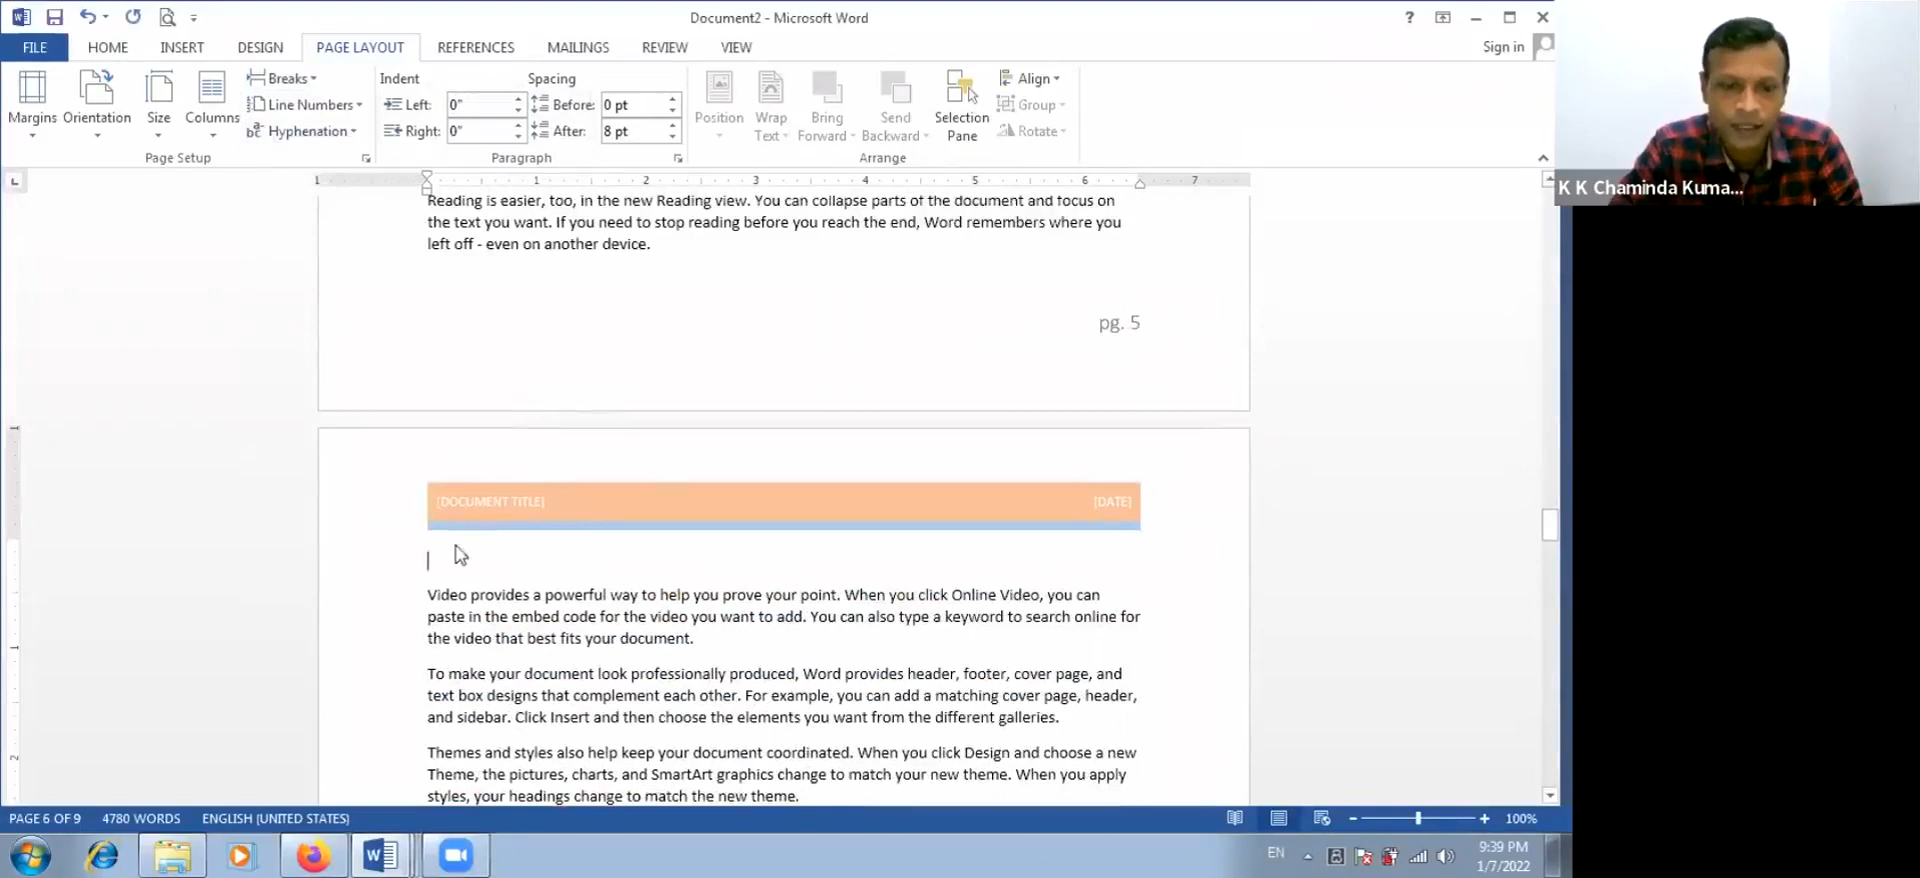 Document2 - Microsoft Word
?
FILE HOME INSERT DESIGN PAGE LAYOUT REFERENCES MAILINGS REVIEW VIEW
Sign in
Margins
Orientation
Size
Columns
Breaks
Line Numbers
Hyphenation
Page Setup
Indent
Left: 0"
Right: 0"
Spacing
Before: 0 pt
After: 8 pt
Paragraph
Position
Wrap
Text
Bring
Forward
Send
Backward
Selection
Pane
Align
Group
Rotate
Arrange
K K Chaminda Kuma...
1 1 2 3 4 5 6 7
Reading is easier, too, in the new Reading view. You can collapse parts of the document and focus on
the text you want. If you need to stop reading before you reach the end, Word remembers where you
left off - even on another device.
pg. 5
[DOCUMENT TITLE] [DATE]
Video provides a powerful way to help you prove your point. When you click Online Video, you can
paste in the embed code for the video you want to add. You can also type a keyword to search online for
the video that best fits your document.
To make your document look professionally produced, Word provides header, footer, cover page, and
text box designs that complement each other. For example, you can add a matching cover page, header,
and sidebar. Click Insert and then choose the elements you want from the different galleries.
Themes and styles also help keep your document coordinated. When you click Design and choose a new
Theme, the pictures, charts, and SmartArt graphics change to match your new theme. When you apply
styles, your headings change to match the new theme.
1
1
2
PAGE 6 OF 9 4780 WORDS ENGLISH (UNITED STATES)
100%
EN
9:39 PM
1/7/2022